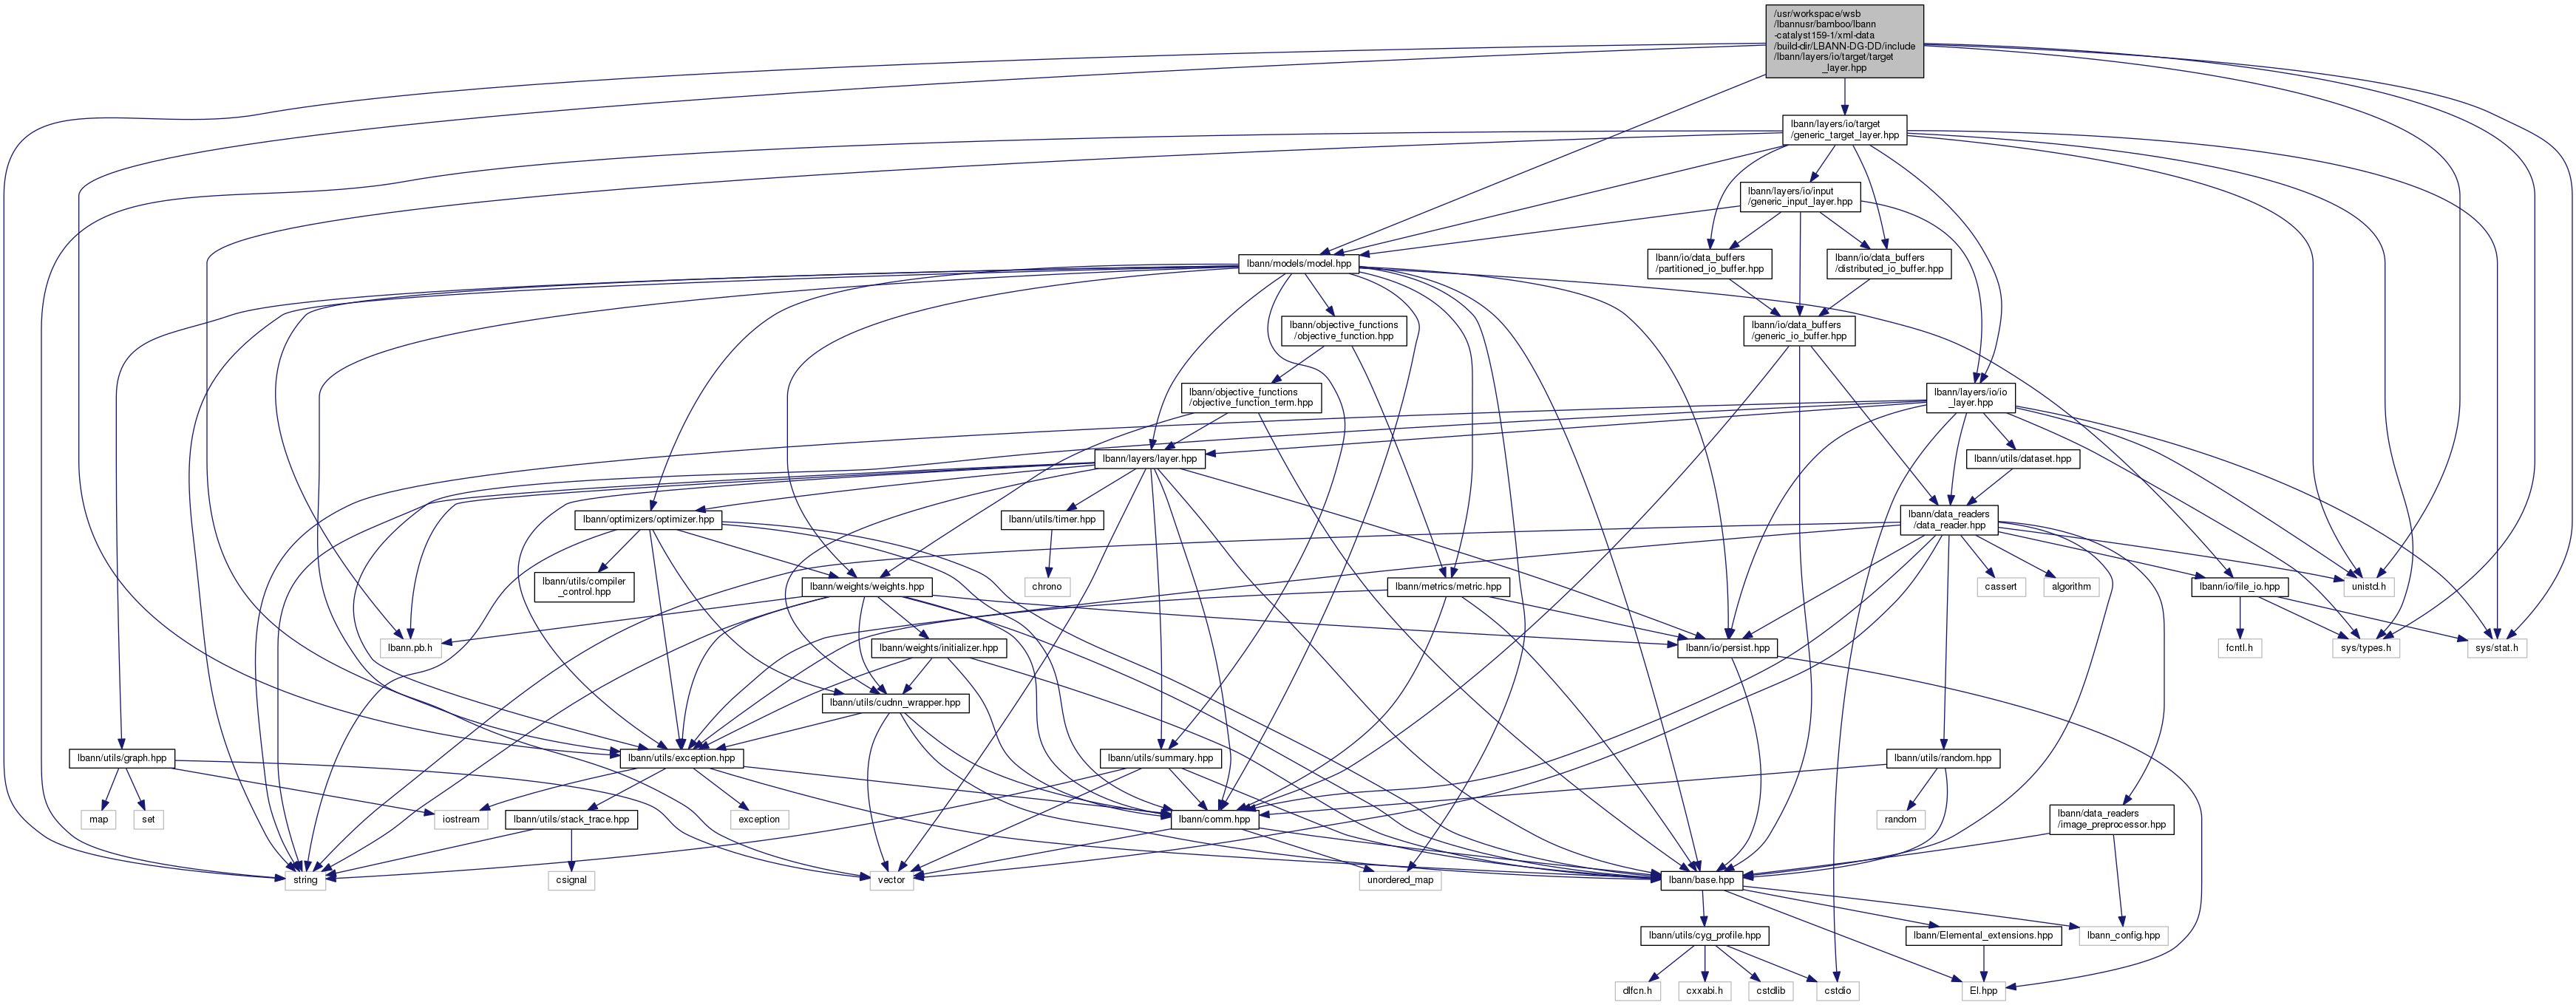 /usr/workspace/wsb
/lbannusr/bamboo/lbann
-catalyst159-1/xml-data
/build-dir/LBANN-DG-DD/include
/lbann/layers/io/target/target
_layer.hpp
lbann/layers/io/target
/generic_target_layer.hpp
lbann/layers/io/input
/generic_input_layer.hpp
lbann/models/model.hpp
lbann/io/data_buffers
/partitioned_io_buffer.hpp
lbann/io/data_buffers
/distributed_io_buffer.hpp
lbann/objective_functions
/objective_function.hpp
lbann/io/data_buffers
/generic_io_buffer.hpp
lbann/objective_functions
/objective_function_term.hpp
lbann/layers/io/io
_layer.hpp
lbann/layers/layer.hpp
lbann/utils/dataset.hpp
lbann/optimizers/optimizer.hpp
lbann/utils/timer.hpp
lbann/data_readers
/data_reader.hpp
lbann/utils/compiler
_control.hpp
lbann/weights/weights.hpp
chrono
lbann/metrics/metric.hpp
cassert
algorithm
lbann/io/file_io.hpp
unistd.h
lbann.pb.h
lbann/weights/initializer.hpp
lbann/io/persist.hpp
fcntl.h
sys/types.h
sys/stat.h
lbann/utils/cudnn_wrapper.hpp
lbann/utils/graph.hpp
lbann/utils/exception.hpp
lbann/utils/summary.hpp
lbann/utils/random.hpp
map
set
iostream
lbann/utils/stack_trace.hpp
exception
lbann/comm.hpp
random
lbann/data_readers
/image_preprocessor.hpp
string
csignal
vector
unordered_map
lbann/base.hpp
lbann/utils/cyg_profile.hpp
lbann/Elemental_extensions.hpp
lbann_config.hpp
dlfcn.h
cxxabi.h
cstdlib
cstdio
El.hpp